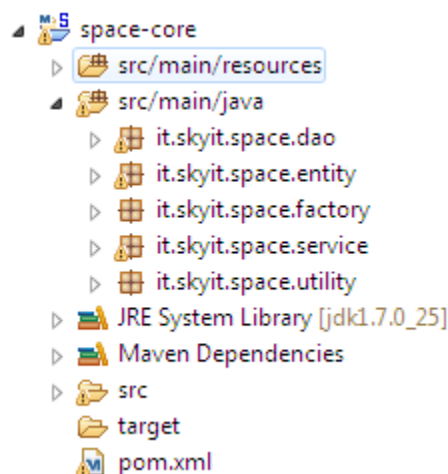 space-core
src/main/resources
src/main/java
it.skyit.space.dao
it.skyit.space.entity
it.skyit.space.factory
it.skyit.space.service
it.skyit.space.utility
JRE System Library [jdk1.7.0_25]
Maven Dependencies
src
target
pom.xml